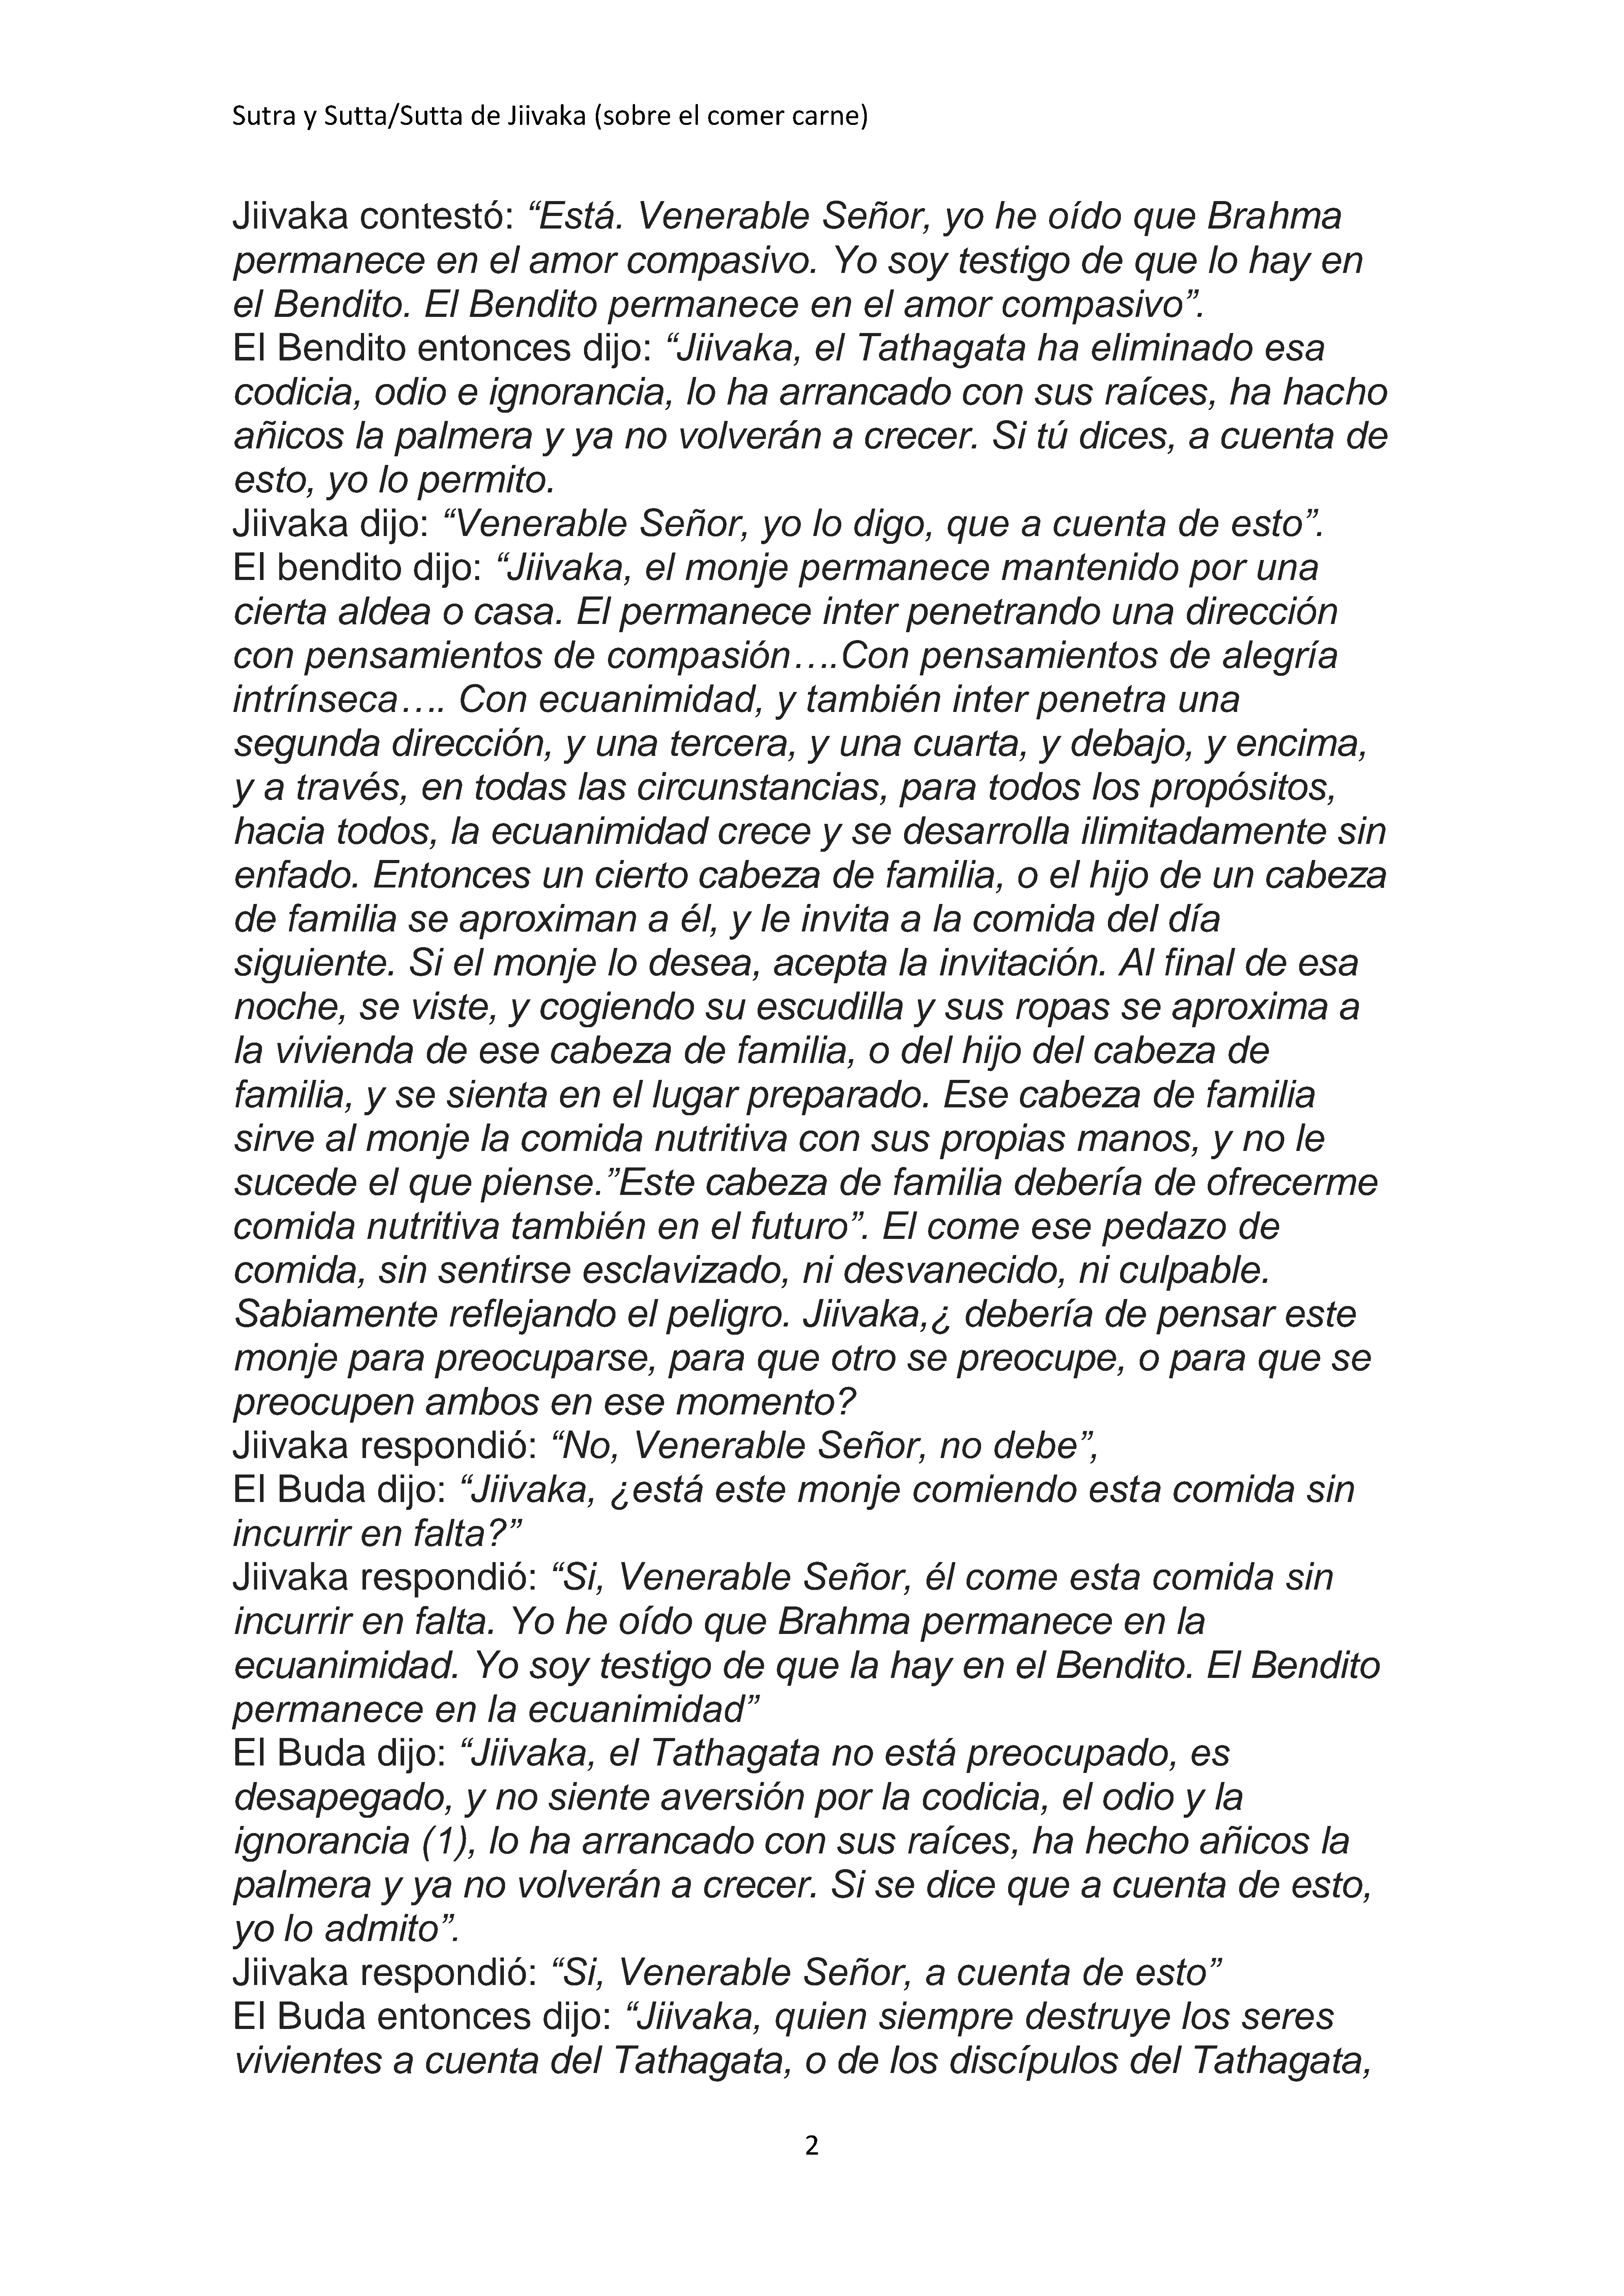 Sutra y Sutta/Sutta de Jiivaka (sobre el comer carne)
Jiivaka contestó: “Está. Venerable Señor, yo he oído que Brahma
permanece en el amor compasivo. Yo soy testigo de que lo hay en
el Bendito. El Bendito permanece en el amor compasivo”.
El Bendito entonces dijo: “Jiivaka, el Tathagata ha eliminado esa
codicia, odio e ignorancia, lo ha arrancado con sus raíces, ha hacho
añicos la palmera y ya no volverán a crecer. Si tú dices, a cuenta de
esto, yo lo permito.
Jiivaka dijo: “Venerable Señor, yo lo digo, que a cuenta de esto”.
El bendito dijo: “Jiivaka, el monje permanece mantenido por una
cierta aldea o casa. El permanece inter penetrando una dirección
con pensamientos de compasión….Con pensamientos de alegría
intrínseca…. Con ecuanimidad, y también inter penetra una
segunda dirección, y una tercera, y una cuarta, y debajo, y encima,
y a través, en todas las circunstancias, para todos los propósitos,
hacia todos, la ecuanimidad crece y se desarrolla ilimitadamente sin
enfado. Entonces un cierto cabeza de familia, o el hijo de un cabeza
de familia se aproximan a él, y le invita a la comida del día
siguiente. Si el monje lo desea, acepta la invitación. Al final de esa
noche, se viste, y cogiendo su escudilla y sus ropas se aproxima a
la vivienda de ese cabeza de familia, o del hijo del cabeza de
familia, y se sienta en el lugar preparado. Ese cabeza de familia
sirve al monje la comida nutritiva con sus propias manos, y no le
sucede el que piense.”Este cabeza de familia debería de ofrecerme
comida nutritiva también en el futuro”. El come ese pedazo de
comida, sin sentirse esclavizado, ni desvanecido, ni culpable.
Sabiamente reflejando el peligro. Jiivaka,¿ debería de pensar este
monje para preocuparse, para que otro se preocupe, o para que se
preocupen ambos en ese momento?
Jiivaka respondió: “No, Venerable Señor, no debe”,
El Buda dijo: “Jiivaka, ¿está este monje comiendo esta comida sin
incurrir en falta?”
Jiivaka respondió: “Si, Venerable Señor, él come esta comida sin
incurrir en falta. Yo he oído que Brahma permanece en la
ecuanimidad. Yo soy testigo de que la hay en el Bendito. El Bendito
permanece en la ecuanimidad”
El Buda dijo: “Jiivaka, el Tathagata no está preocupado, es
desapegado, y no siente aversión por la codicia, el odio y la
ignorancia (1), lo ha arrancado con sus raíces, ha hecho añicos la
palmera y ya no volverán a crecer. Si se dice que a cuenta de esto,
yo lo admito”.
Jiivaka respondió: “Si, Venerable Señor, a cuenta de esto”
El Buda entonces dijo: “Jiivaka, quien siempre destruye los seres
vivientes a cuenta del Tathagata, o de los discípulos del Tathagata,
2